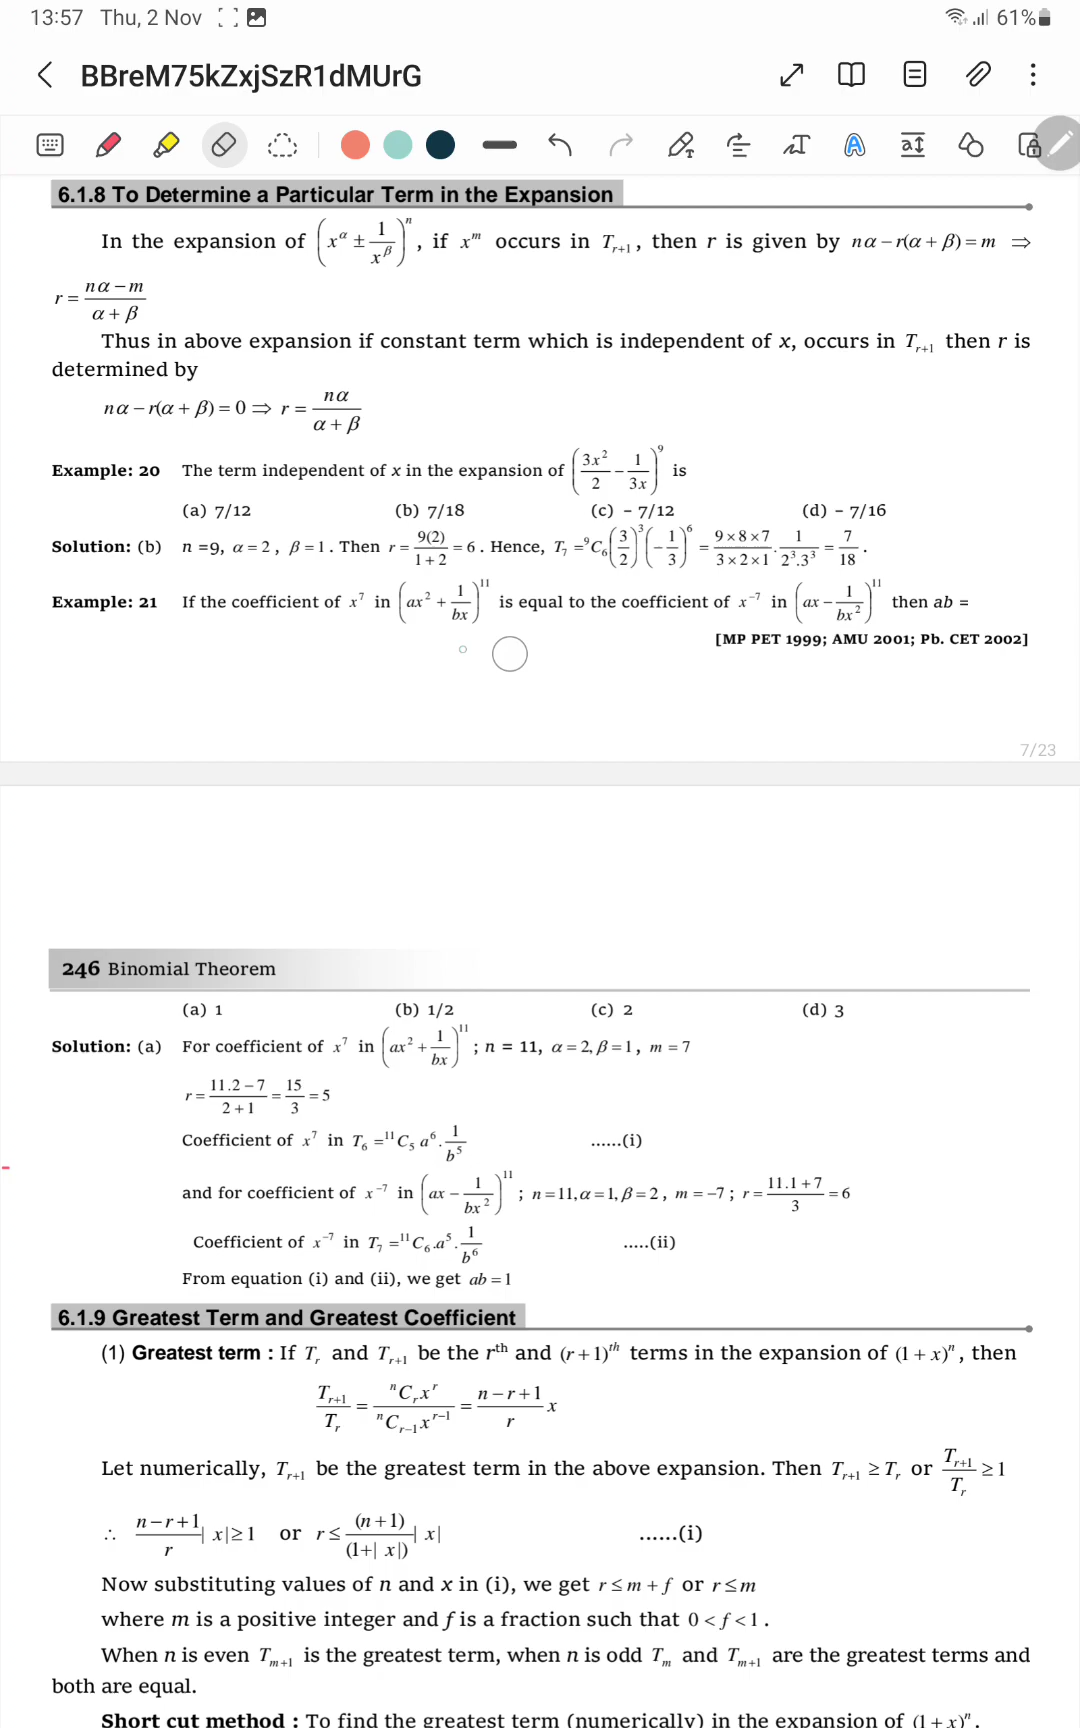 13:57 Thu, 2 Nov 61%
BBreM75kZxjSzR1dMUrG
6.1.8 To Determine a Particular Term in the Expansion
In the expansion of (x^α ± 1/x^β)^n, if x^m occurs in T_{r+1}, then r is given by nα – r(α + β) = m ⇒
r = (nα – m)/(α + β)
Thus in above expansion if constant term which is independent of x, occurs in T_{r+1} then r is
determined by
nα – r(α + β) = 0 ⇒ r = nα/(α + β)
Example: 20 The term independent of x in the expansion of (3x²/2 – 1/3x)^9 is
(a) 7/12 (b) 7/18 (c) – 7/12 (d) – 7/16
Solution: (b) n =9, α = 2, β = 1. Then r = 9(2)/(1+2) = 6. Hence, T₇ = ⁹C₆(3/2)³(–1/3)⁶ = (9×8×7)/(3×2×1) . 1/(2³.3³) = 7/18.
Example: 21 If the coefficient of x⁷ in (ax² + 1/bx)^11 is equal to the coefficient of x⁻⁷ in (ax – 1/bx²)^11 then ab =
[MP PET 1999; AMU 2001; Pb. CET 2002]
7/23
246 Binomial Theorem
(a) 1 (b) 1/2 (c) 2 (d) 3
Solution: (a) For coefficient of x⁷ in (ax² + 1/bx)^11; n = 11, α = 2, β = 1, m = 7
r = (11.2 – 7)/(2+1) = 15/3 = 5
Coefficient of x⁷ in T₆ = ¹¹C₅ a⁶ . 1/b⁵ ......(i)
and for coefficient of x⁻⁷ in (ax – 1/bx²)^11; n = 11, α = 1, β = 2, m = –7; r = (11.1 + 7)/3 = 6
Coefficient of x⁻⁷ in T₇ = ¹¹C₆.a⁵ . 1/b⁶ .....(ii)
From equation (i) and (ii), we get ab = 1
6.1.9 Greatest Term and Greatest Coefficient
(1) Greatest term : If T_r and T_{r+1} be the r^th and (r + 1)^th terms in the expansion of (1 + x)^n, then
T_{r+1}/T_r = ⁿC_r x^r / ⁿC_{r–1} x^{r–1} = (n – r + 1)/r x
Let numerically, T_{r+1} be the greatest term in the above expansion. Then T_{r+1} ≥ T_r or T_{r+1}/T_r ≥ 1
∴ (n – r + 1)/r |x| ≥ 1 or r ≤ (n + 1)/(1+|x|) |x| ......(i)
Now substituting values of n and x in (i), we get r ≤ m + f or r ≤ m
where m is a positive integer and f is a fraction such that 0 < f < 1.
When n is even T_{m+1} is the greatest term, when n is odd T_m and T_{m+1} are the greatest terms and
both are equal.
Short cut method : To find the greatest term (numerically) in the expansion of (1 + x)^n.